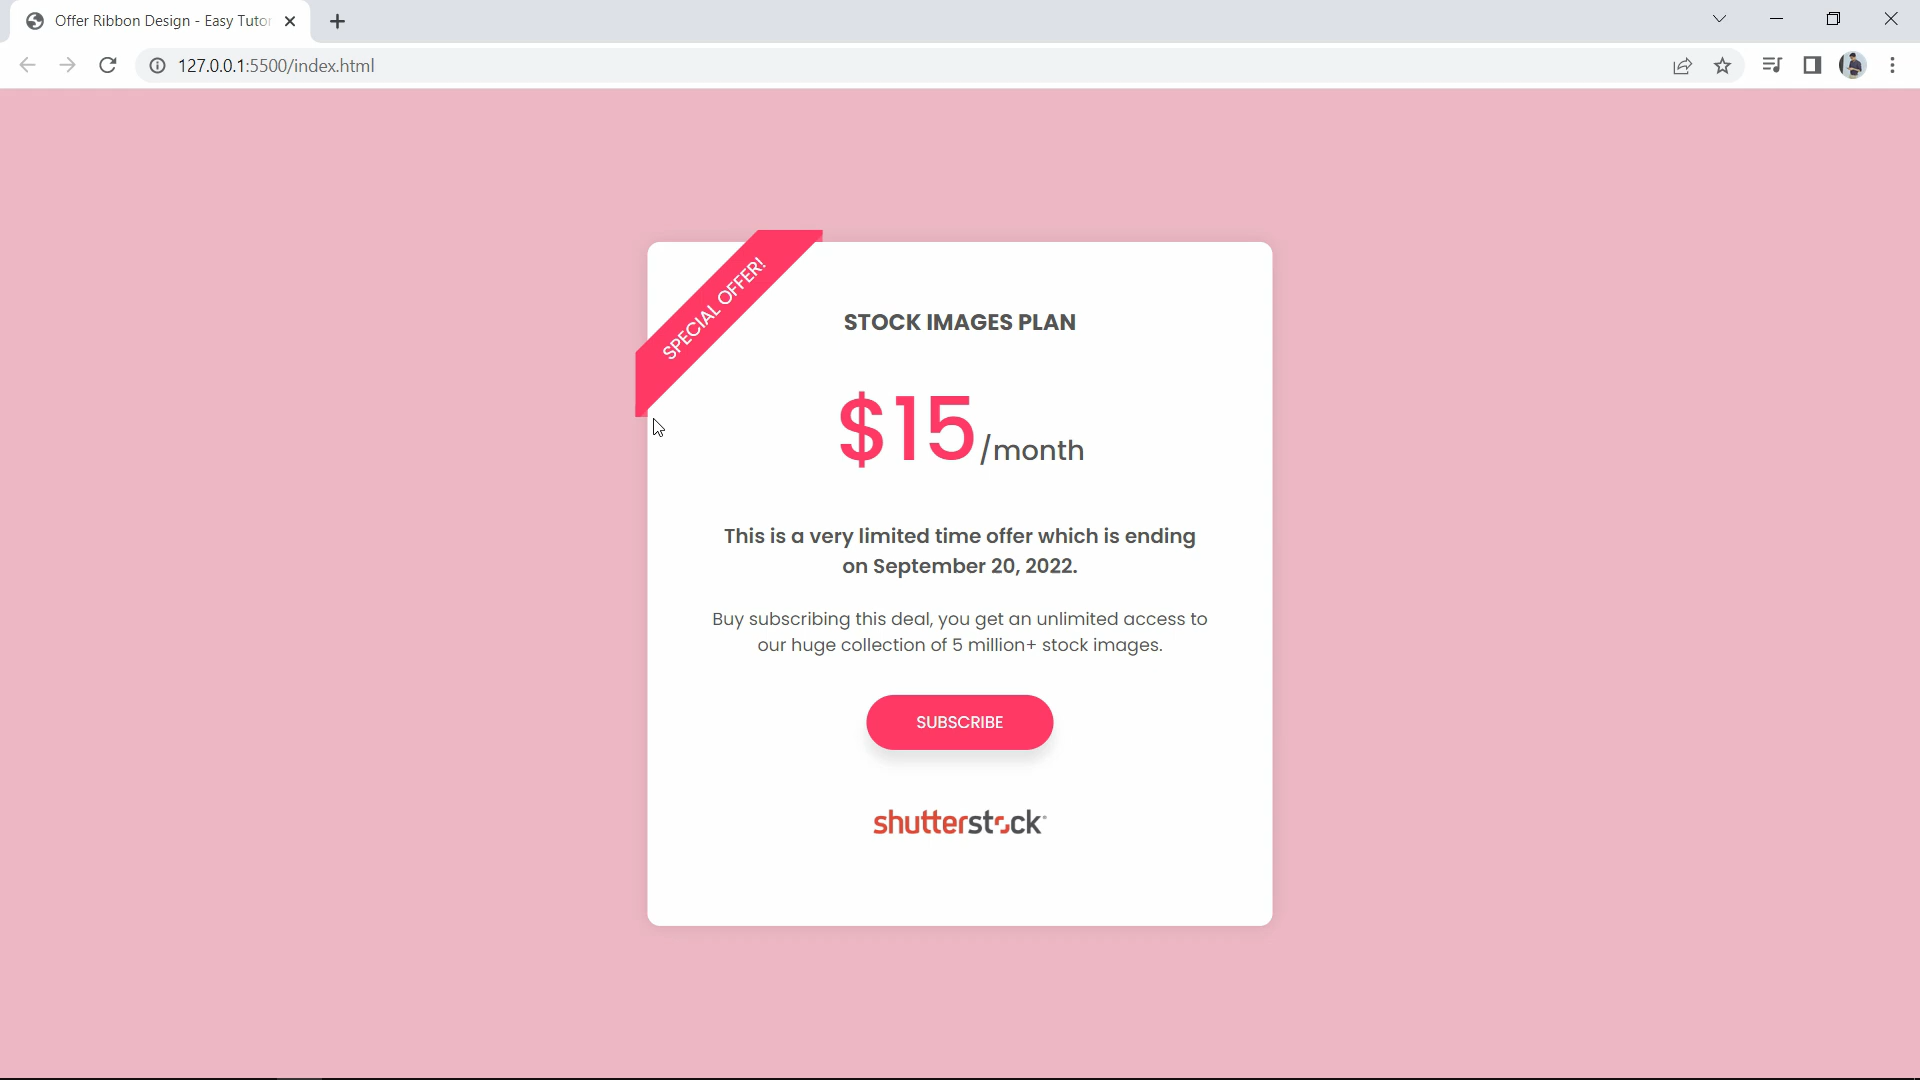 Offer Ribbon Design - Easy Tutor
127.0.0.1:5500/index.html
SPECIAL OFFER!
STOCK IMAGES PLAN
$15/month
This is a very limited time offer which is ending
on September 20, 2022.
Buy subscribing this deal, you get an unlimited access to
our huge collection of 5 million+ stock images.
SUBSCRIBE
shutterstock